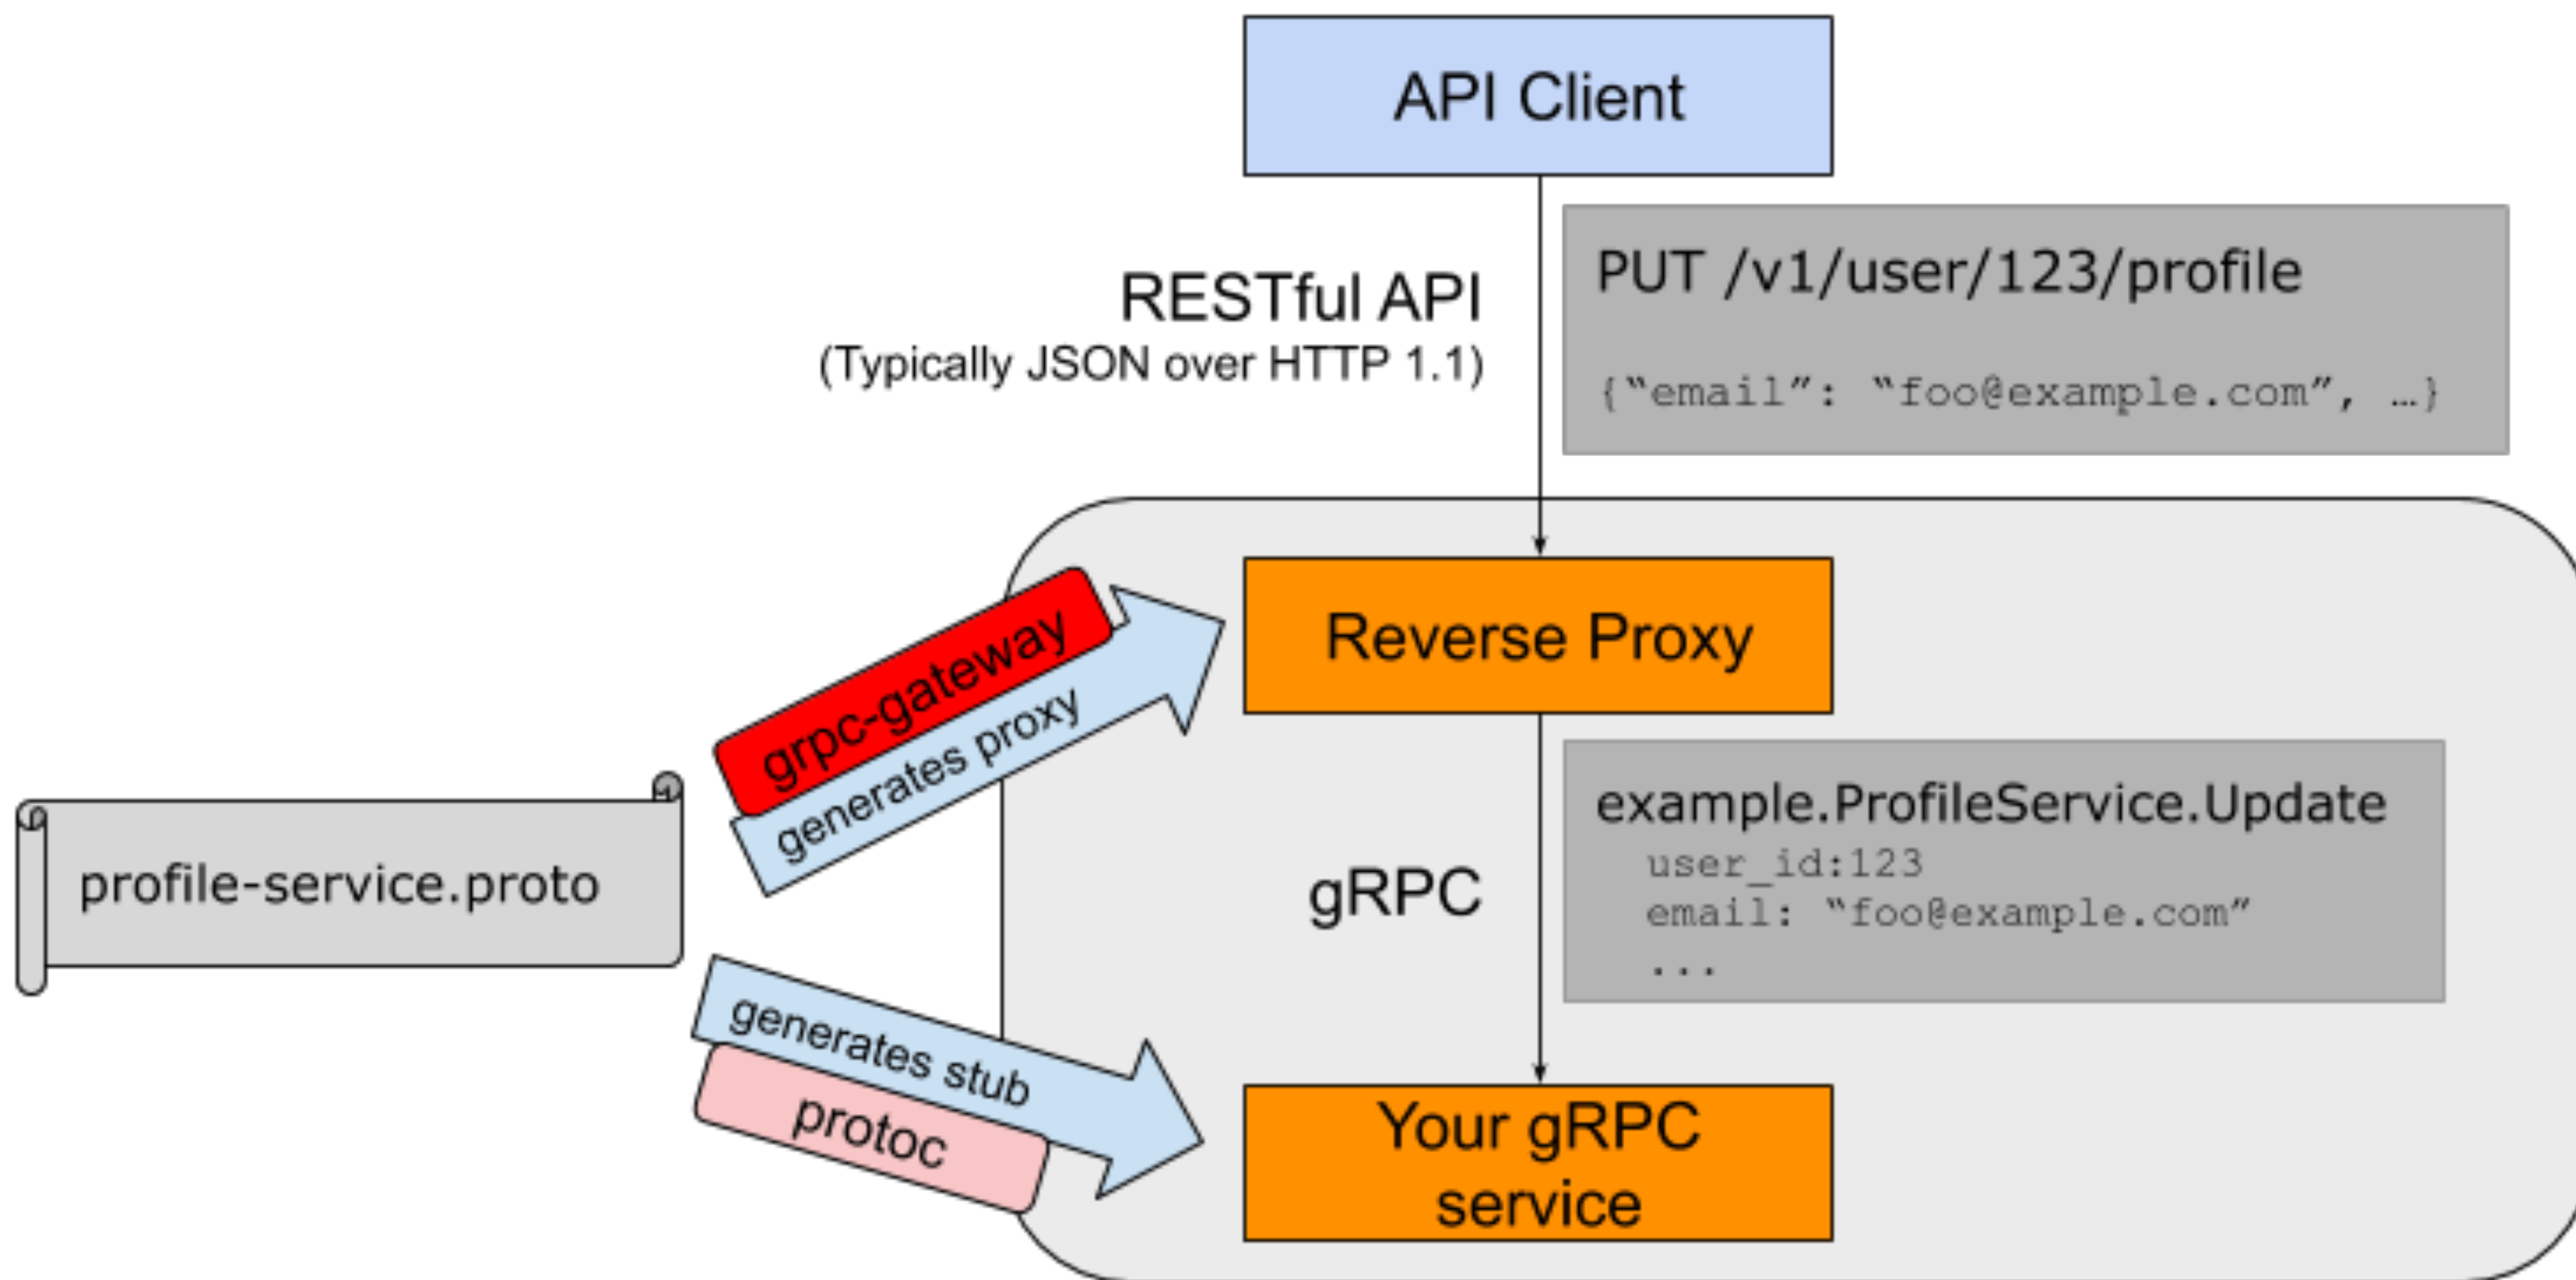 API Client
RESTful API
(Typically JSON over HTTP 1.1)
PUT /v1/user/123/profile
{“email”: “foo@example.com”, …}
Reverse Proxy
grpc-gateway
generates proxy
profile-service.proto
gRPC
example.ProfileService.Update
user_id:123
email: “foo@example.com”
...
generates stub
protoc
Your gRPC
service